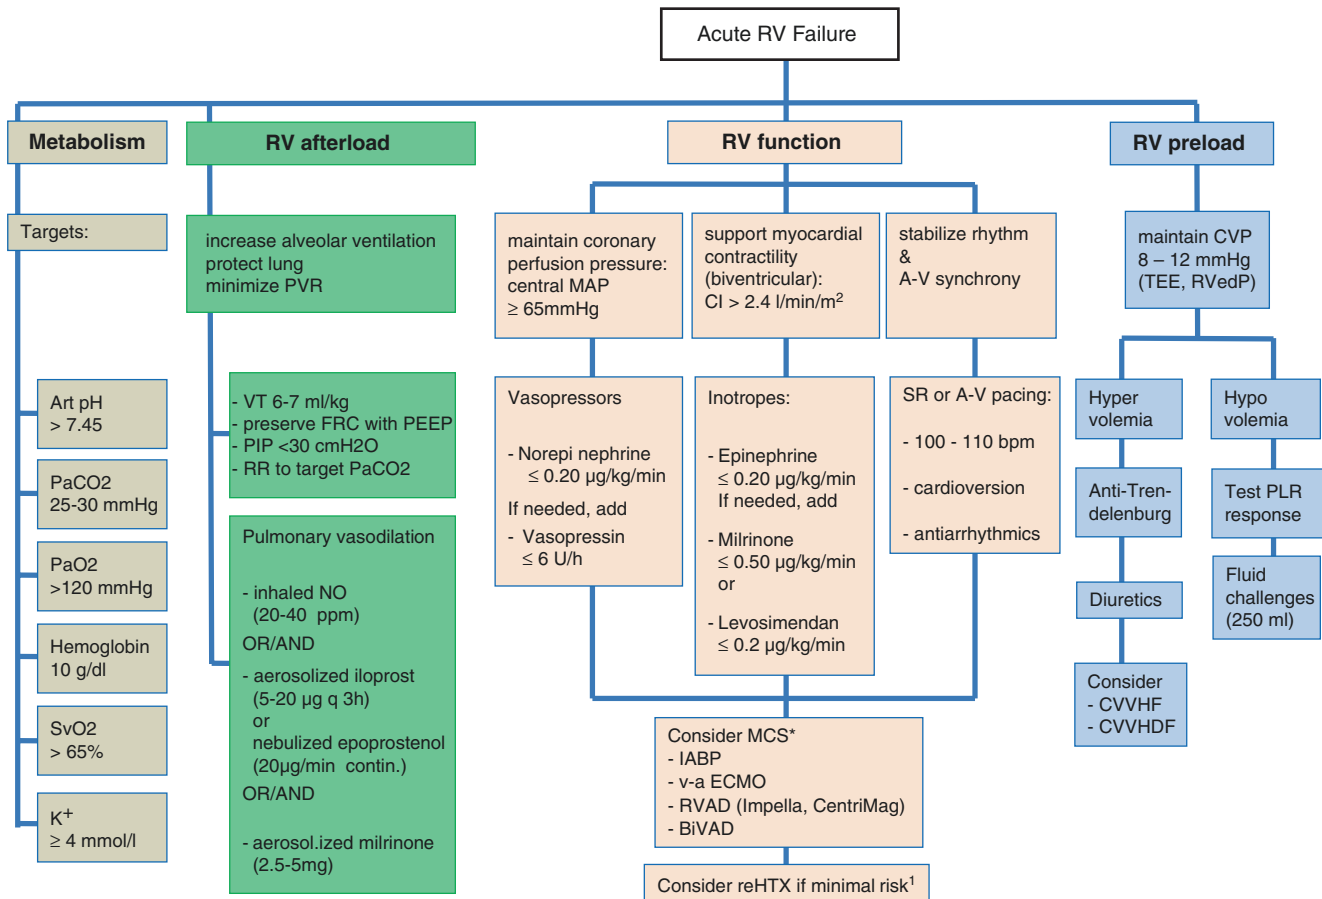 Acute RV Failure
Metabolism
Targets:
Art pH
> 7.45
PaCO2
25-30 mmHg
PaO2
>120 mmHg
Hemoglobin
10 g/dl
SvO2
> 65%
K⁺
≥ 4 mmol/l
RV afterload
increase alveolar ventilation
protect lung
minimize PVR
- VT 6-7 ml/kg
- preserve FRC with PEEP
- PIP <30 cmH2O
- RR to target PaCO2
Pulmonary vasodilation
- inhaled NO
(20-40 ppm)
OR/AND
- aerosolized iloprost
(5-20 µg q 3h)
or
nebulized epoprostenol
(20µg/min contin.)
OR/AND
- aerosol.ized milrinone
(2.5-5mg)
RV function
maintain coronary
perfusion pressure:
central MAP
≥ 65mmHg
Vasopressors
- Norepi nephrine
≤ 0.20 µg/kg/min
If needed, add
- Vasopressin
≤ 6 U/h
support myocardial
contractility
(biventricular):
CI > 2.4 l/min/m²
Inotropes:
- Epinephrine
≤ 0.20 µg/kg/min
If needed, add
- Milrinone
≤ 0.50 µg/kg/min
or
- Levosimendan
≤ 0.2 µg/kg/min
stabilize rhythm
&
A-V synchrony
SR or A-V pacing:
- 100 - 110 bpm
- cardioversion
- antiarrhythmics
Consider MCS*
- IABP
- v-a ECMO
- RVAD (Impella, CentriMag)
- BiVAD
Consider reHTX if minimal risk¹
RV preload
maintain CVP
8 – 12 mmHg
(TEE, RVedP)
Hyper
volemia
Anti-Tren-
delenburg
Diuretics
Consider
- CVVHF
- CVVHDF
Hypo
volemia
Test PLR
response
Fluid
challenges
(250 ml)